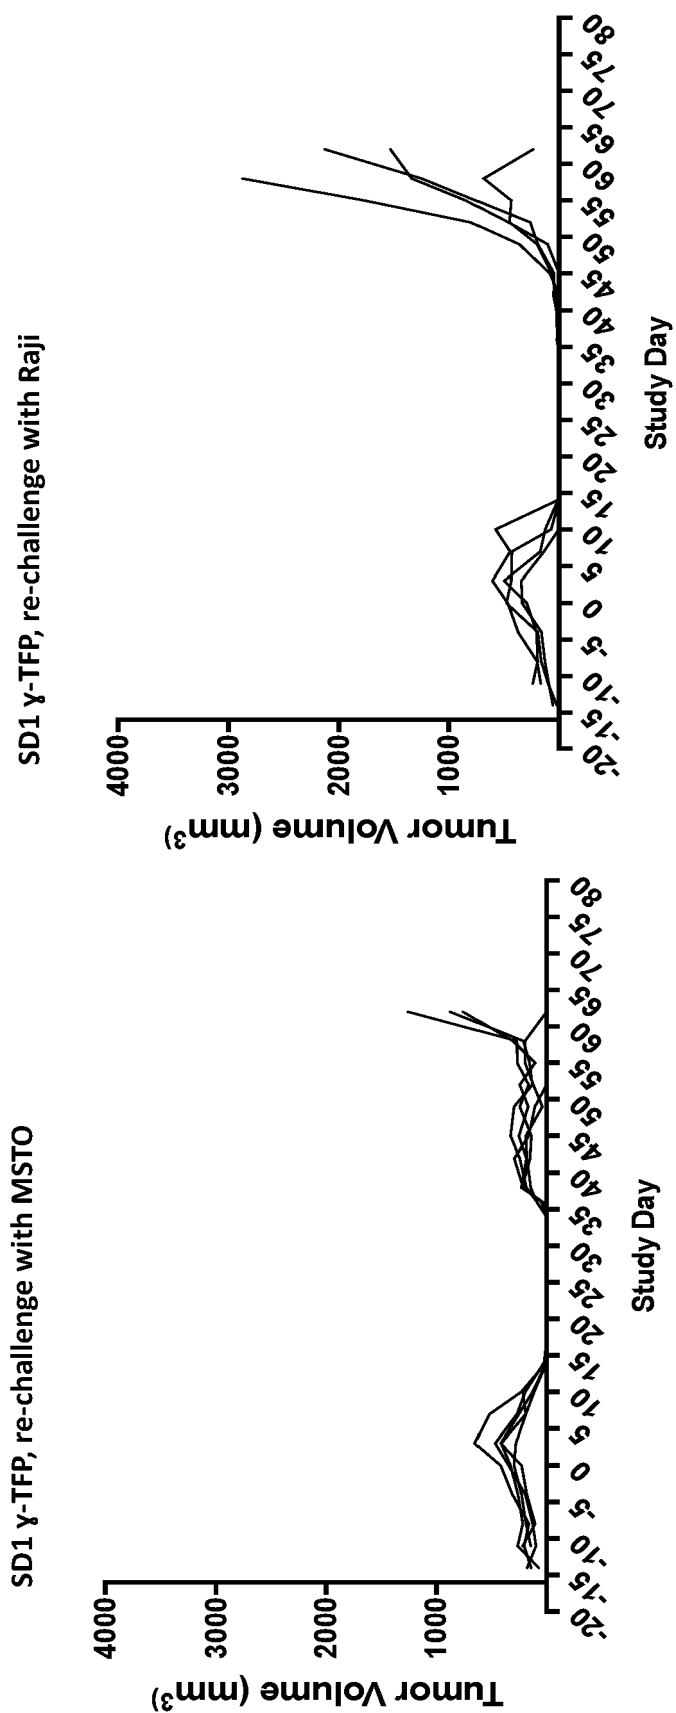 SD1 γ-TFP, re-challenge with MSTO
Tumor Volume (mm³)
4000
3000
2000
1000
-20 -15 -10 -5 0 5 10 15 20 25 30 35 40 45 50 55 60 65 70 75 80
Study Day
SD1 γ-TFP, re-challenge with Raji
Tumor Volume (mm³)
4000
3000
2000
1000
-20 -15 -10 -5 0 5 10 15 20 25 30 35 40 45 50 55 60 65 70 75 80
Study Day